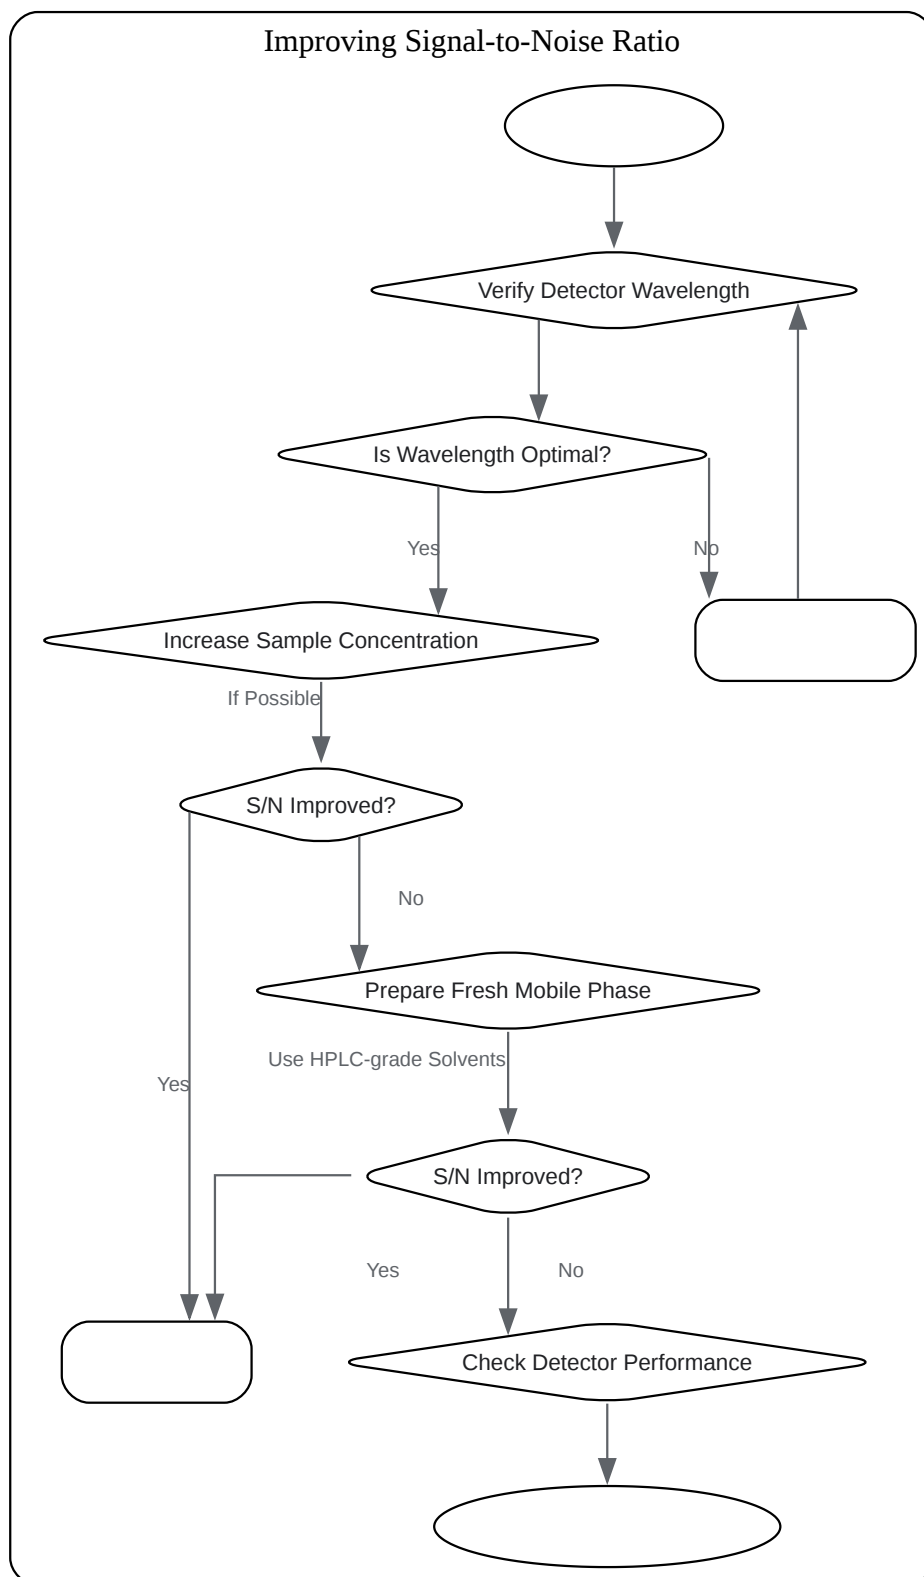 Improving Signal-to-Noise Ratio
Verify Detector Wavelength
Is Wavelength Optimal?
Yes
No
Increase Sample Concentration
If Possible
S/N Improved?
No
Prepare Fresh Mobile Phase
Use HPLC-grade Solvents
Yes
S/N Improved?
Yes
No
Check Detector Performance